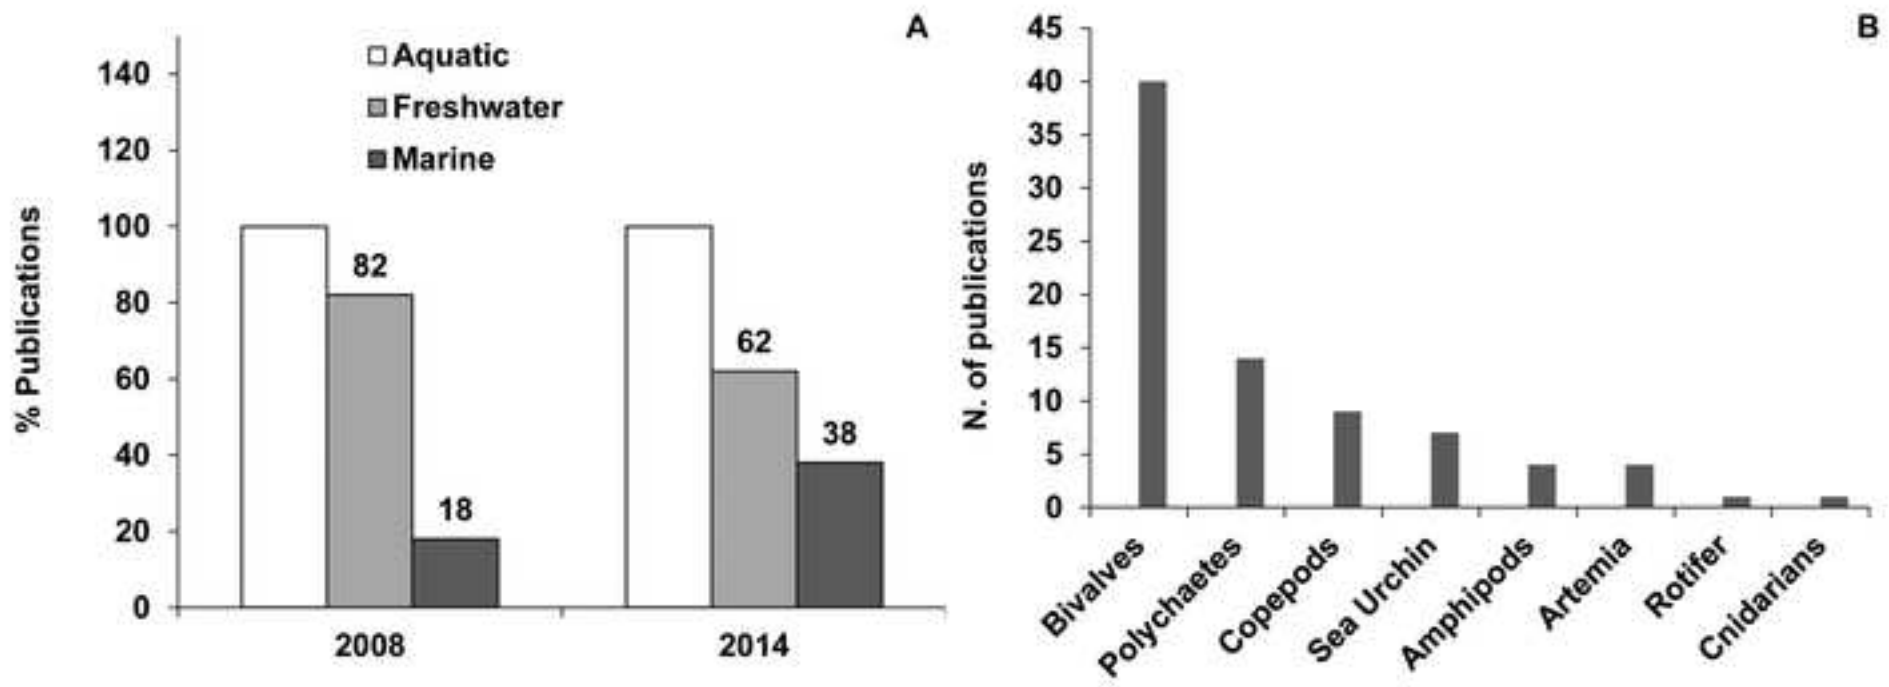 A
Aquatic
Freshwater
Marine
% Publications
140
120
100
80
60
40
20
0
82
18
62
38
2008
2014
B
N. of publications
45
40
35
30
25
20
15
10
5
0
Bivalves
Polychaetes
Copepods
Sea Urchin
Amphipods
Artemia
Rotifer
Cnidarians